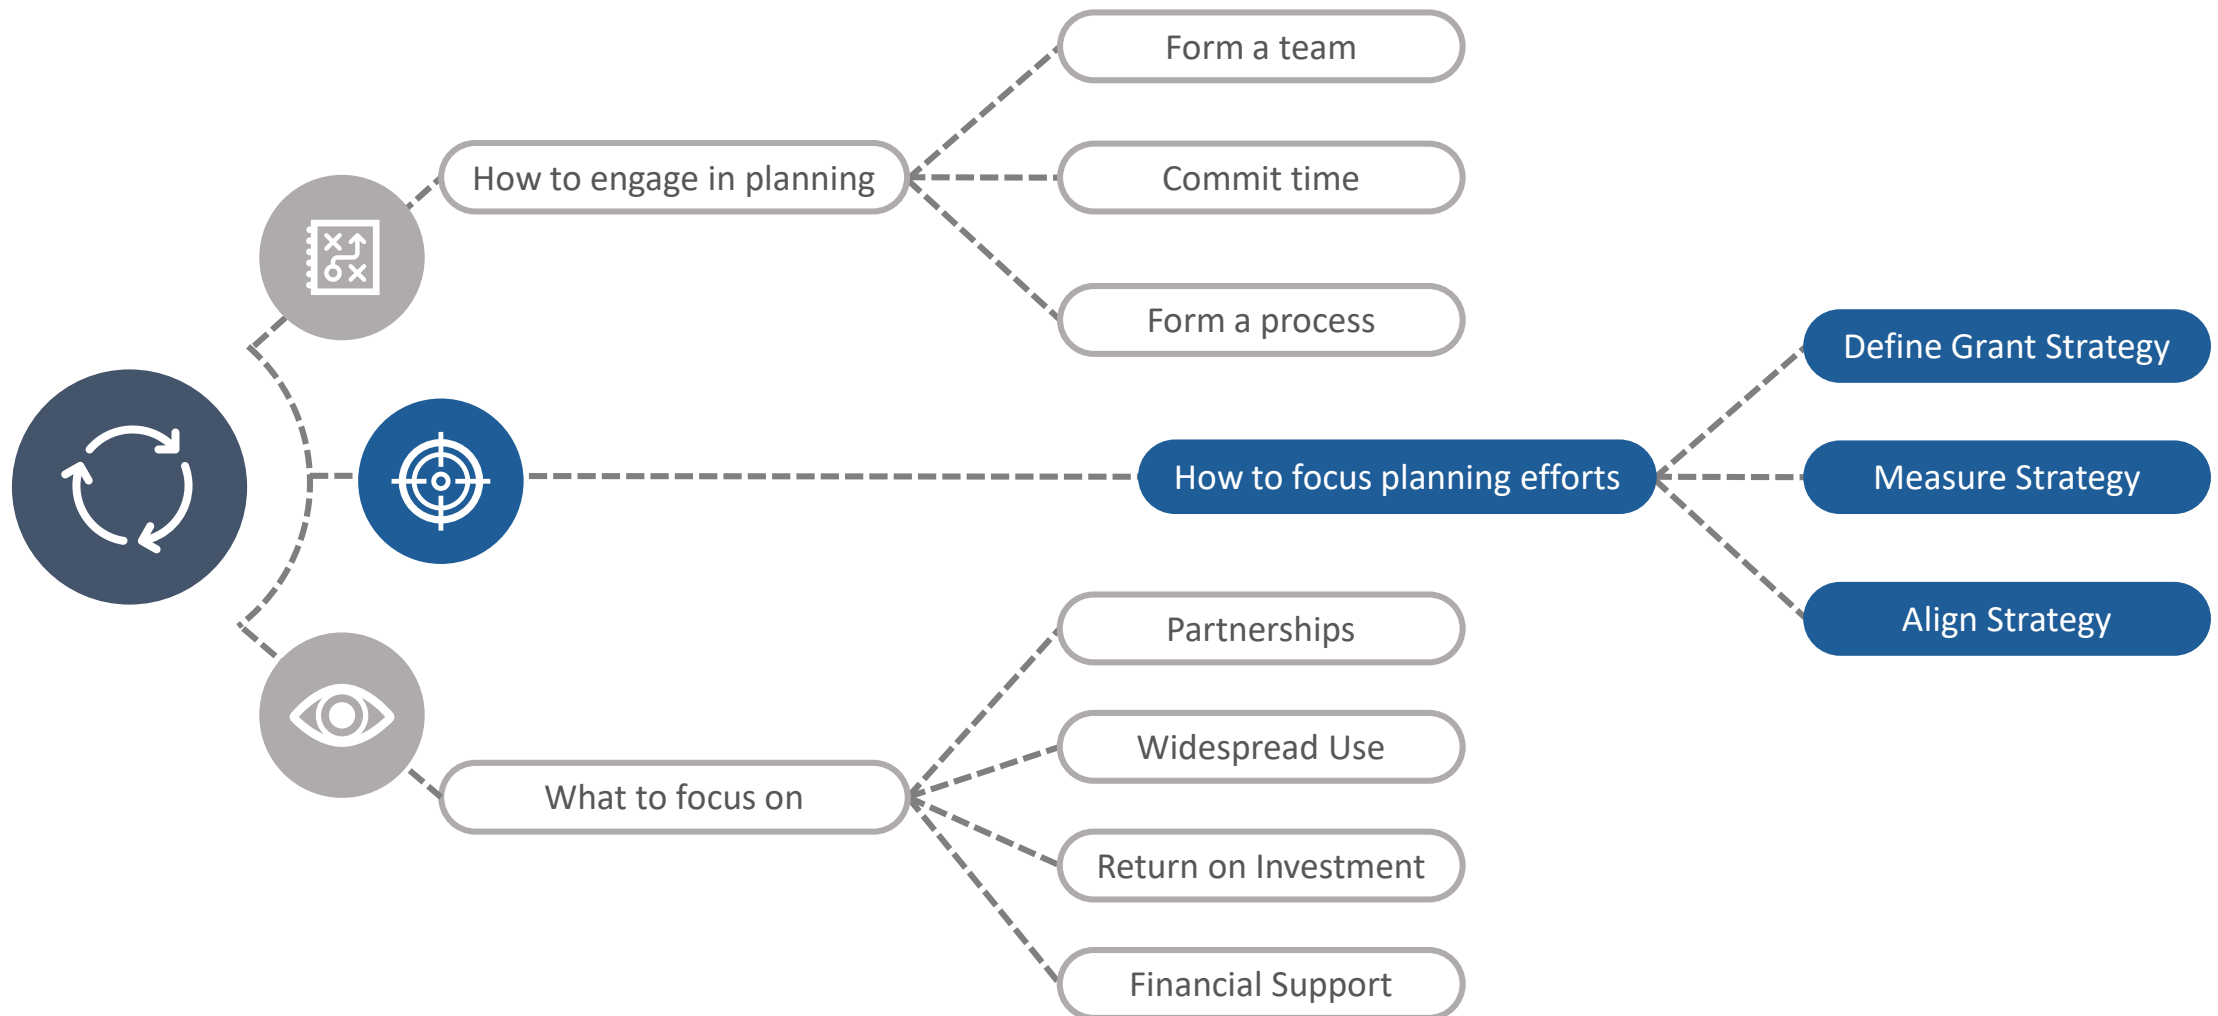 How to engage in planning
Form a team
Commit time
Form a process
How to focus planning efforts
Define Grant Strategy
Measure Strategy
Align Strategy
What to focus on
Partnerships
Widespread Use
Return on Investment
Financial Support